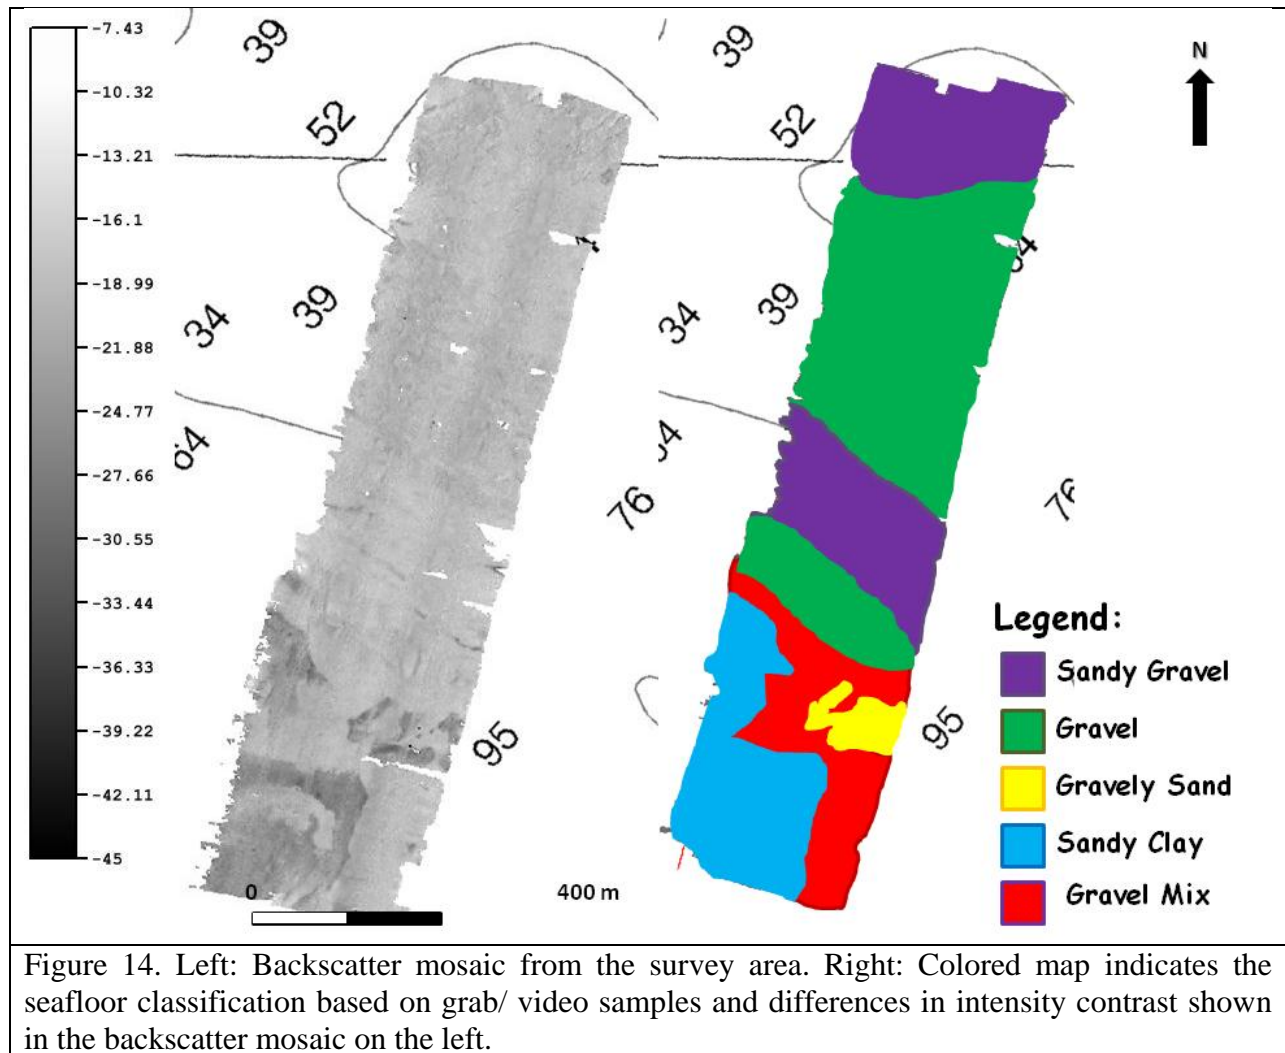 -7.43
-10.32
-13.21
-16.1
-18.99
-21.88
-24.77
-27.66
-30.55
-33.44
-36.33
-39.22
-42.11
-45
39
52
34
39
76
95
0
400 m
39
52
34
39
95
N
Legend:
Sandy Gravel
Gravel
Gravely Sand
Sandy Clay
Gravel Mix
Figure 14. Left: Backscatter mosaic from the survey area. Right: Colored map indicates the
seafloor classification based on grab/ video samples and differences in intensity contrast shown
in the backscatter mosaic on the left.